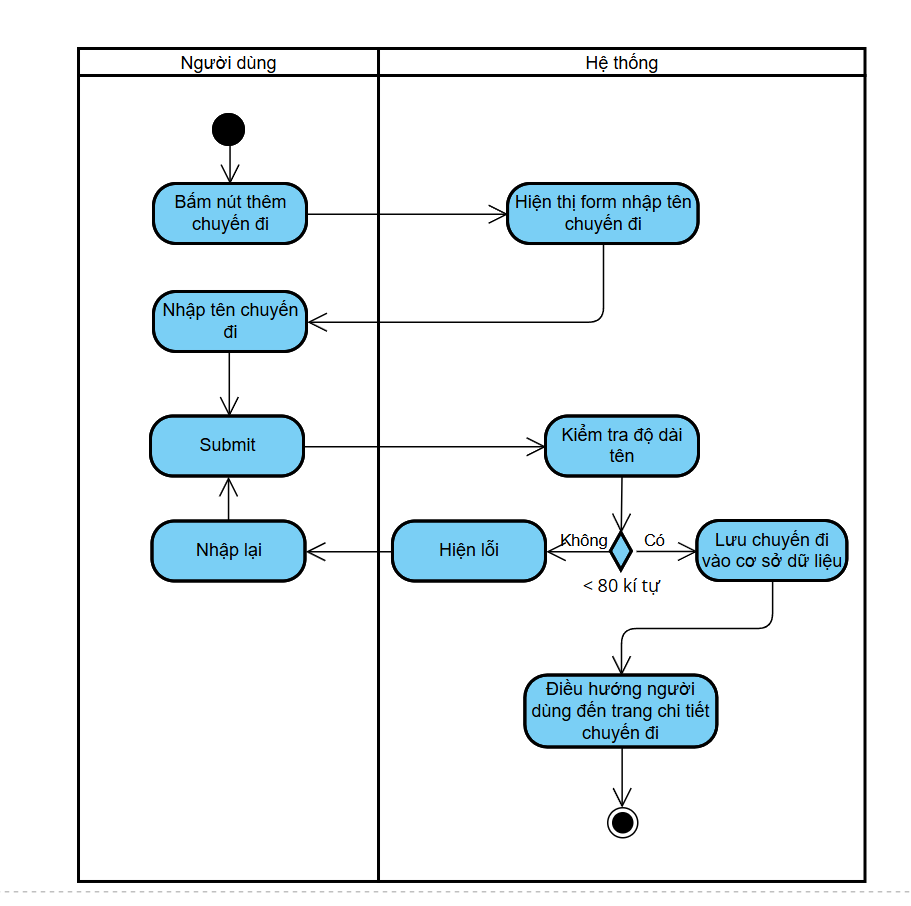 Người dùng
Hệ thống
Bấm nút thêm
chuyến đi
Hiện thị form nhập tên
chuyến đi
Nhập tên chuyến
đi
Submit
Kiểm tra độ dài
tên
Nhập lại
Hiện lỗi
Không
Có
Lưu chuyến đi
vào cơ sở dữ liệu
< 80 kí tự
Điều hướng người
dùng đến trang chi tiết
chuyến đi